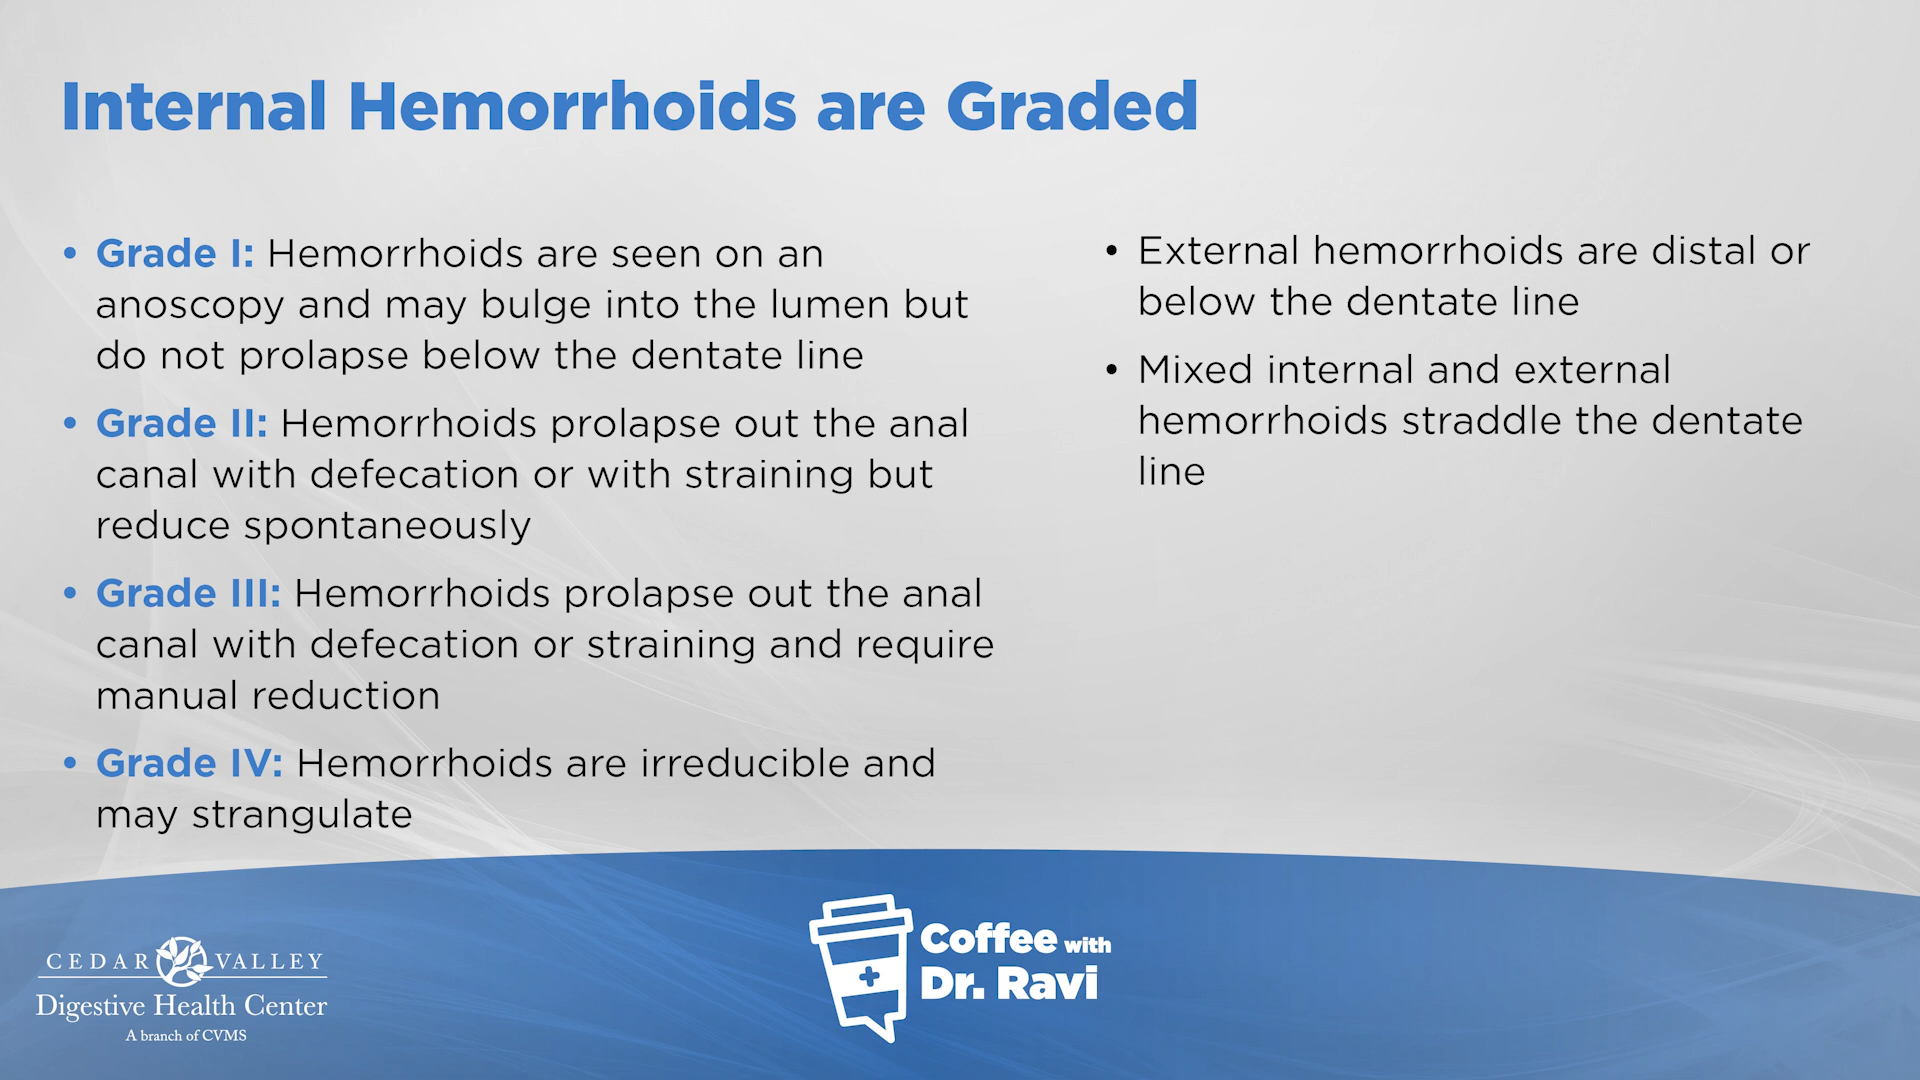 Internal Hemorrhoids are Graded
• Grade I: Hemorrhoids are seen on an
anoscopy and may bulge into the lumen but
do not prolapse below the dentate line
• Grade II: Hemorrhoids prolapse out the anal
canal with defecation or with straining but
reduce spontaneously
• Grade III: Hemorrhoids prolapse out the anal
canal with defecation or straining and require
manual reduction
• Grade IV: Hemorrhoids are irreducible and
may strangulate
• External hemorrhoids are distal or
below the dentate line
• Mixed internal and external
hemorrhoids straddle the dentate
line
CEDAR VALLEY
Digestive Health Center
A branch of CVMS
Coffee with
Dr. Ravi